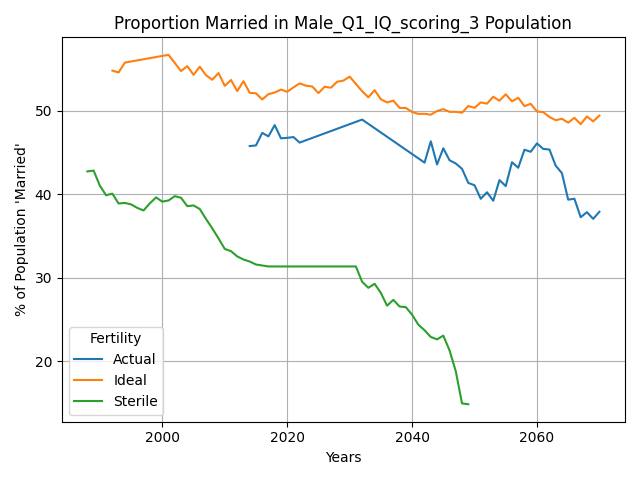 Proportion Married in Male_Q1_IQ_scoring_3 Population
% of Population 'Married'
50
40
30
20
Fertility
Actual
Ideal
Sterile
2000 2020 2040 2060
Years